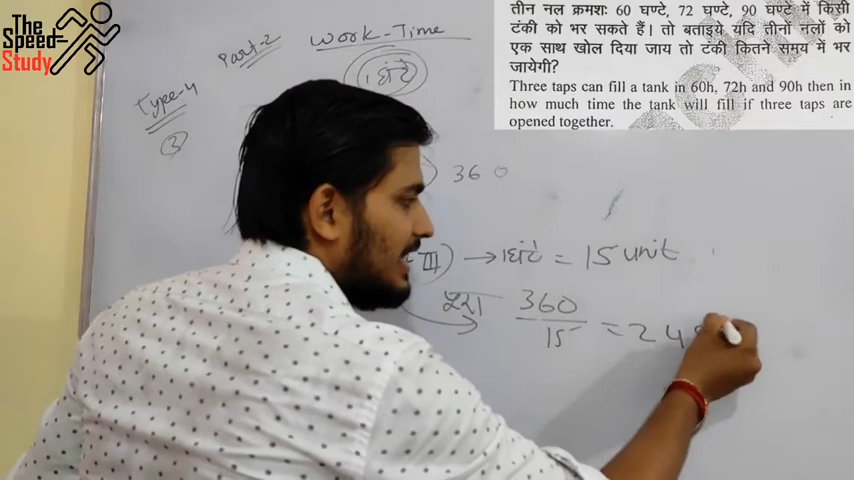 The
Speed-
Study
तीन नल क्रमशः 60 घण्टे, 72 घण्टे, 90 घण्टे में किसी
टंकी को भर सकते हैं। तो बताइये यदि तीनों नलों को
एक साथ खोल दिया जाय तो टंकी कितने समय में भर
जायेगी?
Three taps can fill a tank in 60h, 72h and 90h then in
how much time the tank will fill if three taps are
opened together.
Part-2 Work-Time
1 घंटे
Type-4
3
360
III) → 1घंटे = 15 unit
360
15
= 24